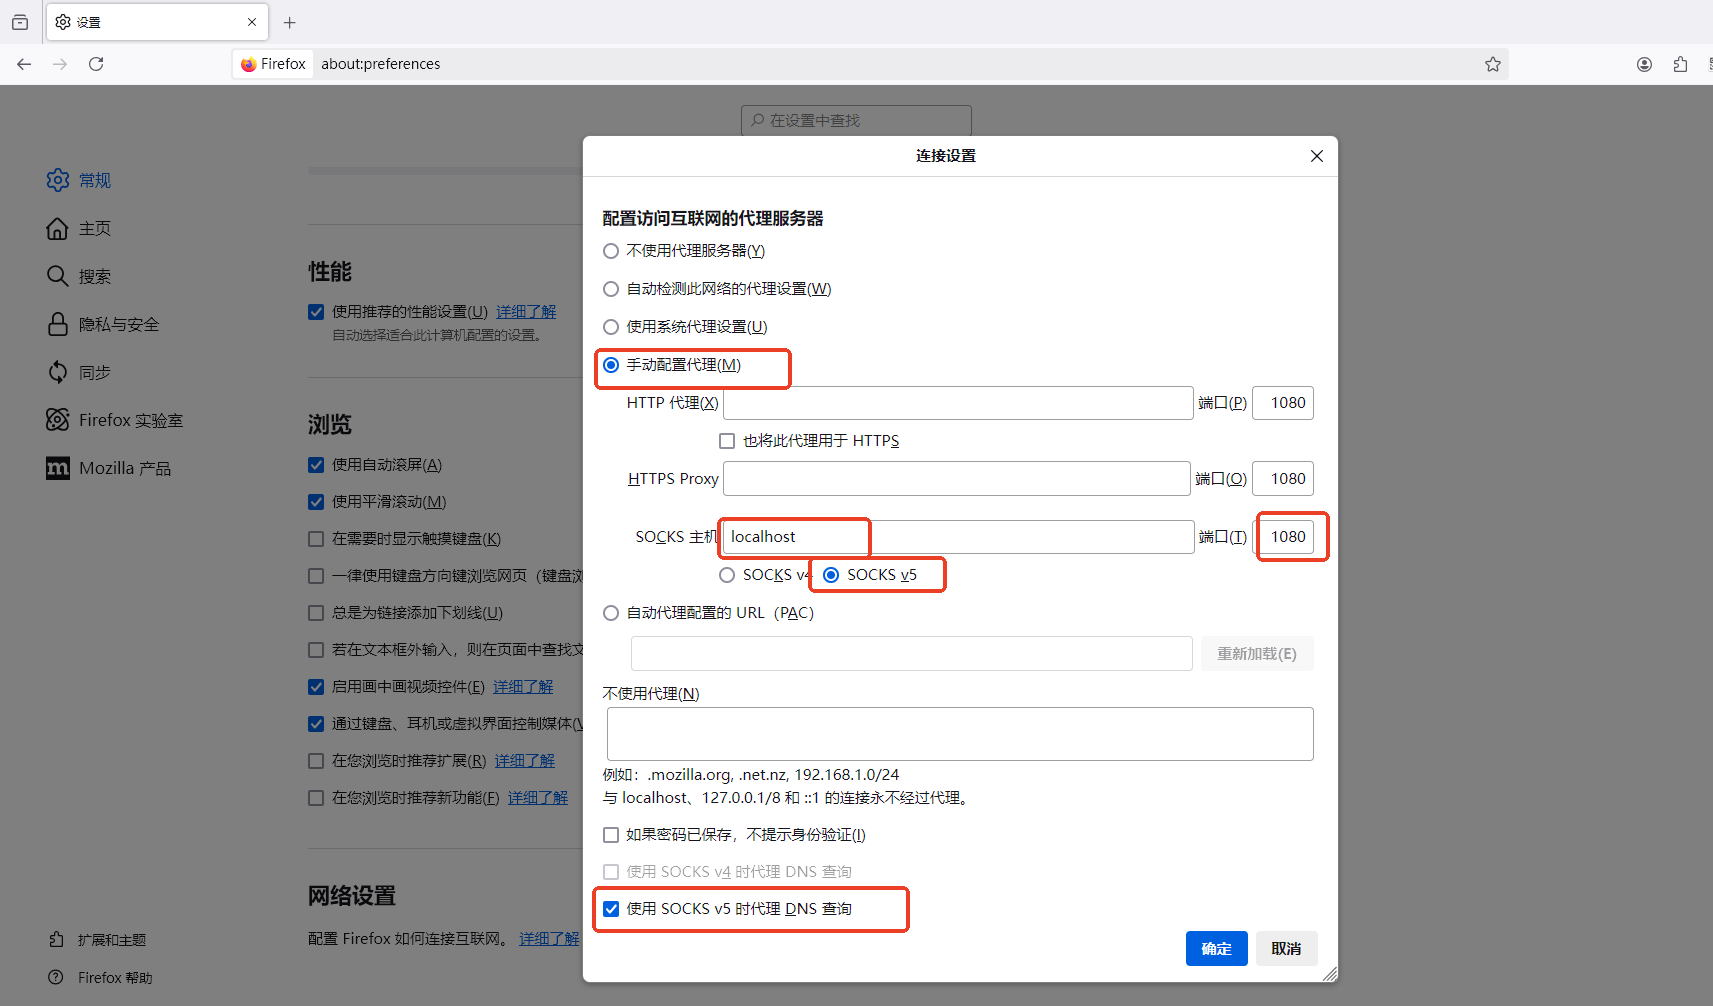 设置
Firefox about:preferences
在设置中查找
常规
主页
搜索
隐私与安全
同步
Firefox 实验室
Mozilla 产品
扩展和主题
Firefox 帮助
性能
使用推荐的性能设置(U) 详细了解
自动选择适合此计算机配置的设置。
浏览
使用自动滚屏(A)
使用平滑滚动(M)
在需要时显示触摸键盘(K)
一律使用键盘方向键浏览网页（键盘浏
总是为链接添加下划线(U)
若在文本框外输入，则在页面中查找文
启用画中画视频控件(E) 详细了解
通过键盘、耳机或虚拟界面控制媒体(V
在您浏览时推荐扩展(R) 详细了解
在您浏览时推荐新功能(F) 详细了解
网络设置
配置 Firefox 如何连接互联网。 详细了解
连接设置
配置访问互联网的代理服务器
不使用代理服务器(Y)
自动检测此网络的代理设置(W)
使用系统代理设置(U)
手动配置代理(M)
HTTP 代理(X) 端口(P) 1080
也将此代理用于 HTTPS
HTTPS Proxy 端口(O) 1080
SOCKS 主机 localhost 端口(T) 1080
SOCKS v4 SOCKS v5
自动代理配置的 URL（PAC）
重新加载(E)
不使用代理(N)
例如：.mozilla.org, .net.nz, 192.168.1.0/24
与 localhost、127.0.0.1/8 和 ::1 的连接永不经过代理。
如果密码已保存，不提示身份验证(I)
使用 SOCKS v4 时代理 DNS 查询
使用 SOCKS v5 时代理 DNS 查询
确定 取消